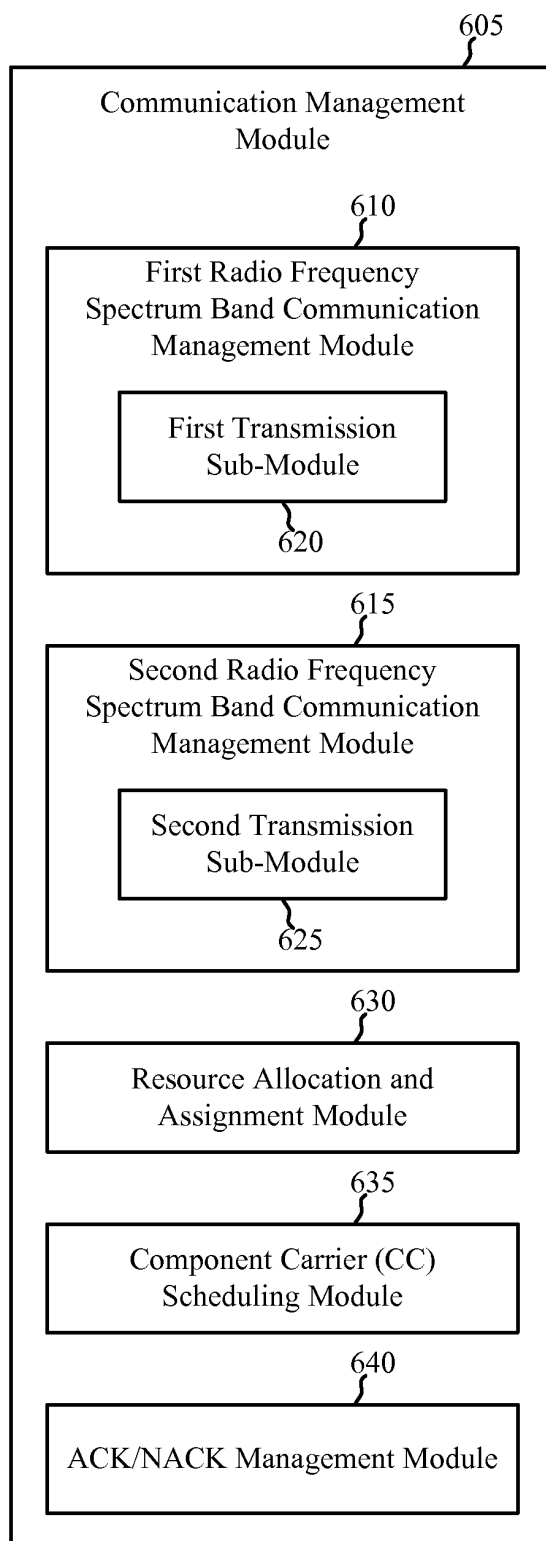 605
Communication Management
Module
610
First Radio Frequency
Spectrum Band Communication
Management Module
First Transmission
Sub-Module
620
615
Second Radio Frequency
Spectrum Band Communication
Management Module
Second Transmission
Sub-Module
625
630
Resource Allocation and
Assignment Module
635
Component Carrier (CC)
Scheduling Module
640
ACK/NACK Management Module